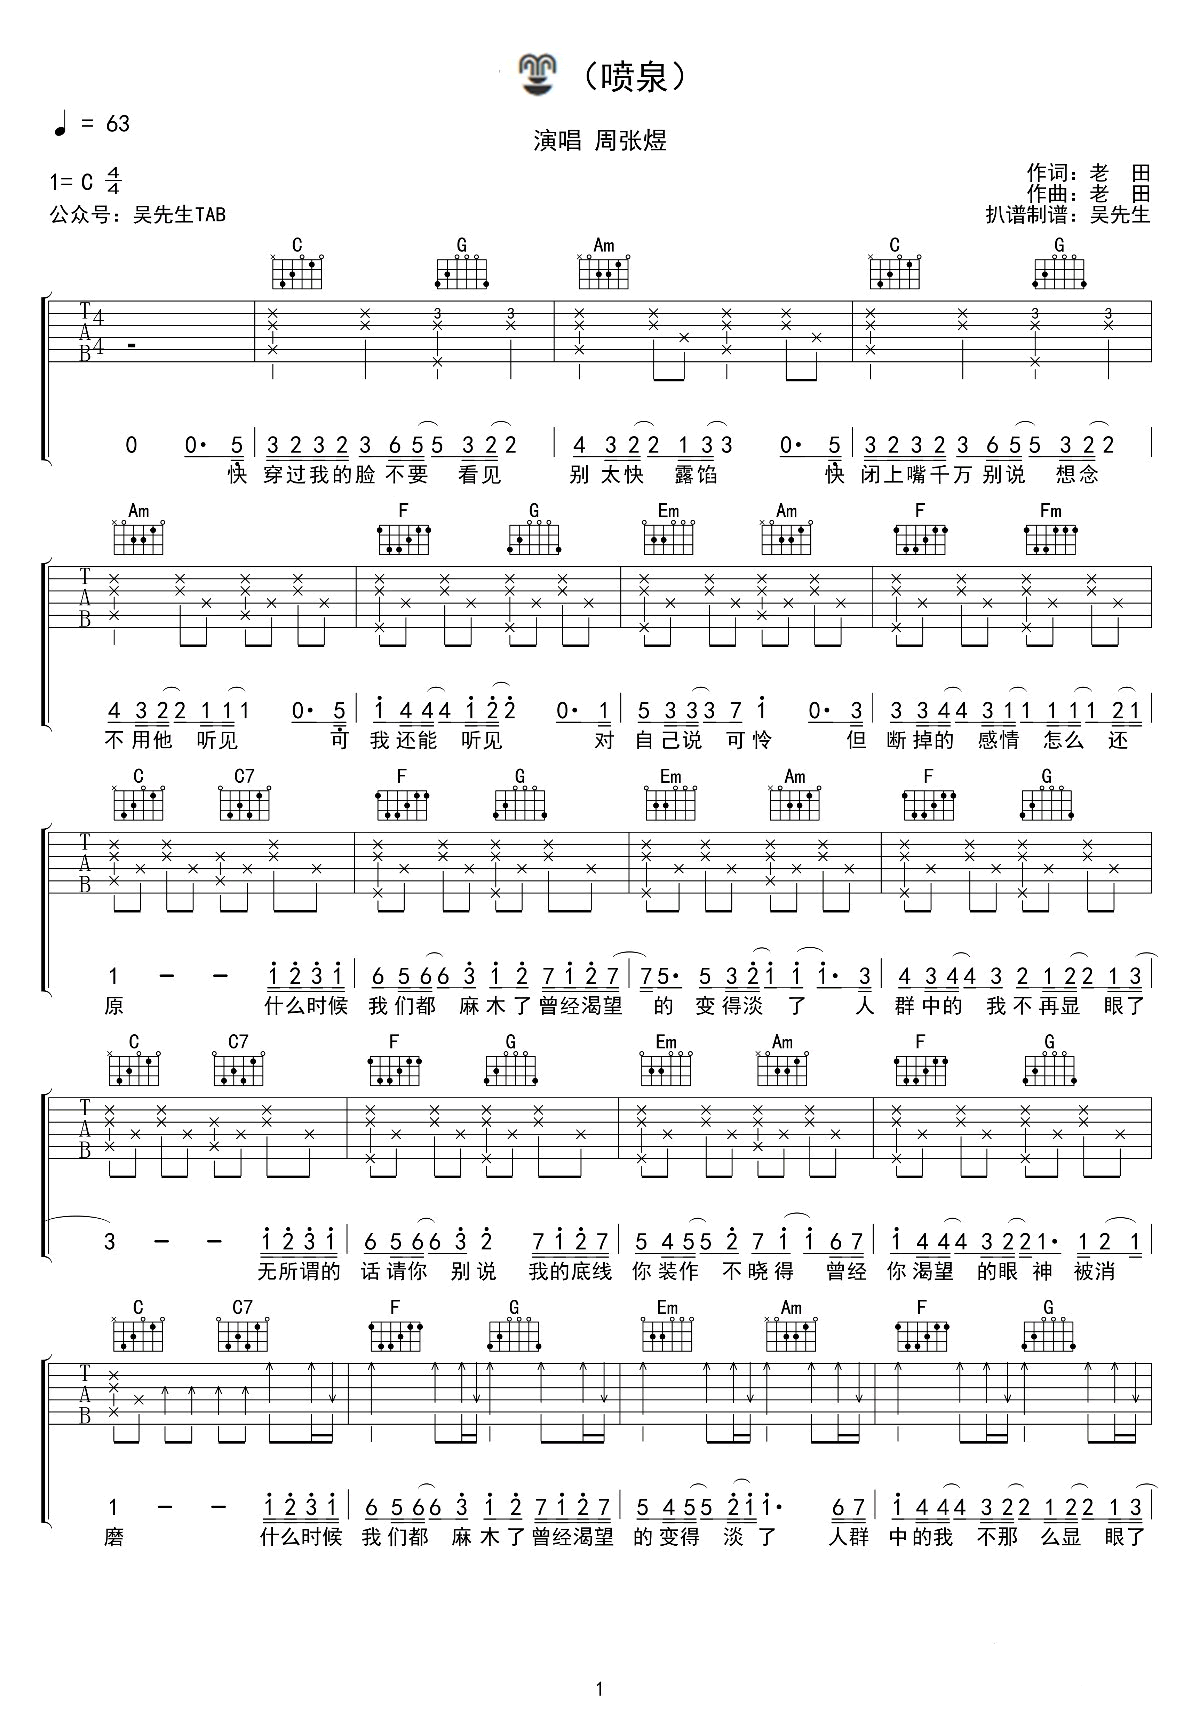 （喷泉）
♩ = 63
演唱 周张煜
1= C 4/4
作词：老 田
作曲：老 田
公众号：吴先生TAB
扒谱制谱：吴先生
C G Am C G
T A B 4 4 3 3 3 3
0 0· 5 3 2 3 2 3 6 5 5 3 2 2 4 3 2 2 1 3 3 0· 5 3 2 3 2 3 6 5 5 3 2 2
快 穿过我的脸 不要 看见 别 太快 露馅 快 闭上嘴千万 别说 想念
Am F G Em Am F Fm
T A B
4 3 2 2 1 1 1 0· 5 1 4 4 4 1 2 2 0· 1 5 3 3 3 7 1 0· 3 3 3 4 4 3 1 1 1 1 1 2 1
不 用他 听见 可 我还能 听见 对 自己说 可怜 但 断掉的 感情 怎么 还
C C7 F G Em Am F G
T A B
1 － － 1 2 3 1 6 5 6 6 3 1 2 7 1 2 7 7 5· 5 3 2 1 1 1· 3 4 3 4 4 3 2 1 2 2 1 3
原 什么时候 我们都 麻木了曾经渴望 的 变得淡 了 人 群中的 我不再显 眼了
C C7 F G Em Am F G
T A B
3 － － 1 2 3 1 6 5 6 6 3 2 7 1 2 7 5 4 5 5 2 7 1 1 6 7 1 4 4 4 3 2 2 1· 1 2 1
无所谓的 话请你 别说 我的底线 你装作 不晓得 曾经 你渴望 的眼 神 被消
C C7 F G Em Am F G
T A B
1 － － 1 2 3 1 6 5 6 6 3 1 2 7 1 2 7 5 4 5 5 2 1 1· 6 7 1 4 4 4 3 2 2 1 2 2 1 3
磨 什么时候 我们都 麻木了曾经渴望 的变得 淡了 人群 中的我 不那么显 眼了
1